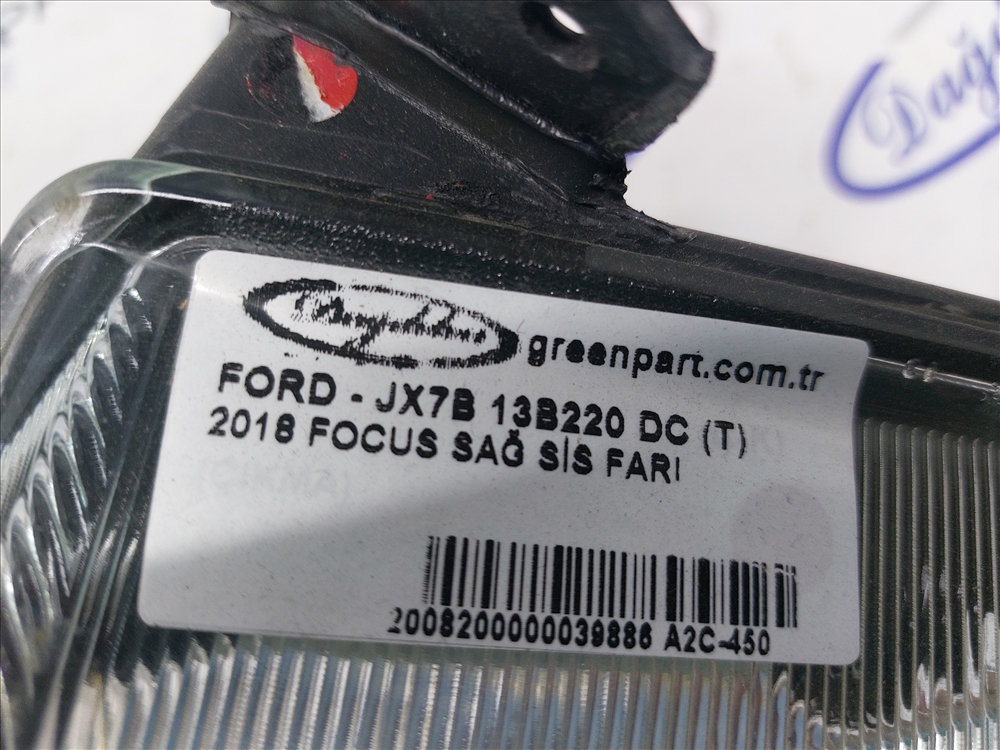 greenpart.com.tr
FORD - JX7B 13B220 DC (T)
2018 FOCUS SAĞ SİS FARI
2008200000039886 A2C-450